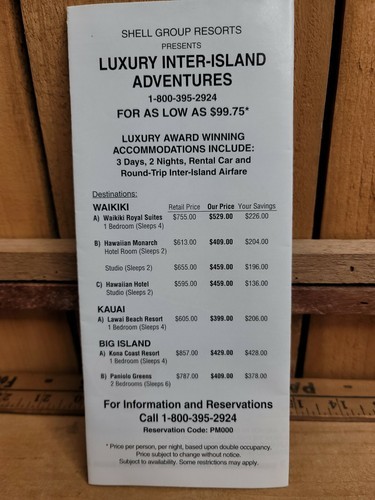 SHELL GROUP RESORTS
PRESENTS
LUXURY INTER-ISLAND
ADVENTURES
1-800-395-2924
FOR AS LOW AS $99.75*
LUXURY AWARD WINNING
ACCOMMODATIONS INCLUDE:
3 Days, 2 Nights, Rental Car and
Round-Trip Inter-Island Airfare
Destinations:
WAIKIKI Retail Price Our Price Your Savings
A) Waikiki Royal Suites $755.00 $529.00 $226.00
1 Bedroom (Sleeps 4)
B) Hawaiian Monarch $613.00 $409.00 $204.00
Hotel Room (Sleeps 2)
Studio (Sleeps 2) $655.00 $459.00 $196.00
C) Hawaiian Hotel $595.00 $459.00 $136.00
Studio (Sleeps 2)
KAUAI
A) Lawai Beach Resort $605.00 $399.00 $206.00
1 Bedroom (Sleeps 4)
BIG ISLAND
A) Kona Coast Resort $857.00 $429.00 $428.00
1 Bedroom (Sleeps 4)
B) Paniolo Greens $787.00 $409.00 $378.00
2 Bedrooms (Sleeps 6)
For Information and Reservations
Call 1-800-395-2924
Reservation Code: PM000
* Price per person, per night, based upon double occupancy.
Price subject to change without notice.
Subject to availability. Some restrictions may apply.